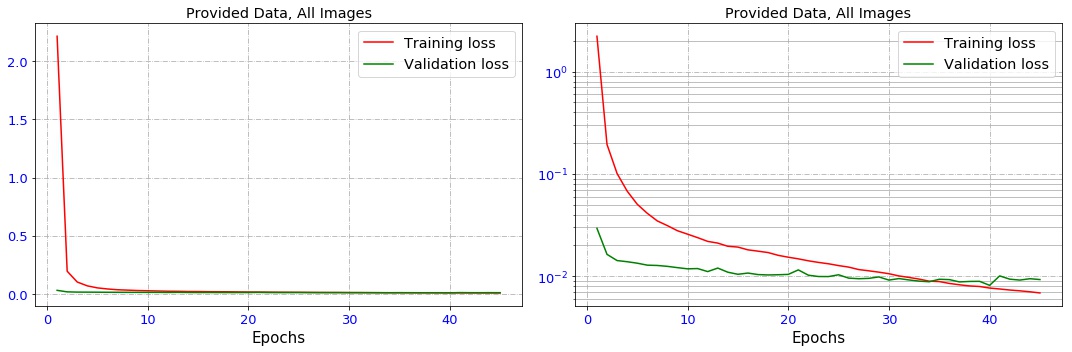 Provided Data, All Images
Training loss
Validation loss
2.0
1.5
1.0
0.5
0.0
0
10
20
30
40
Epochs
Provided Data, All Images
Training loss
Validation loss
10⁰
10⁻¹
10⁻²
0
10
20
30
40
Epochs